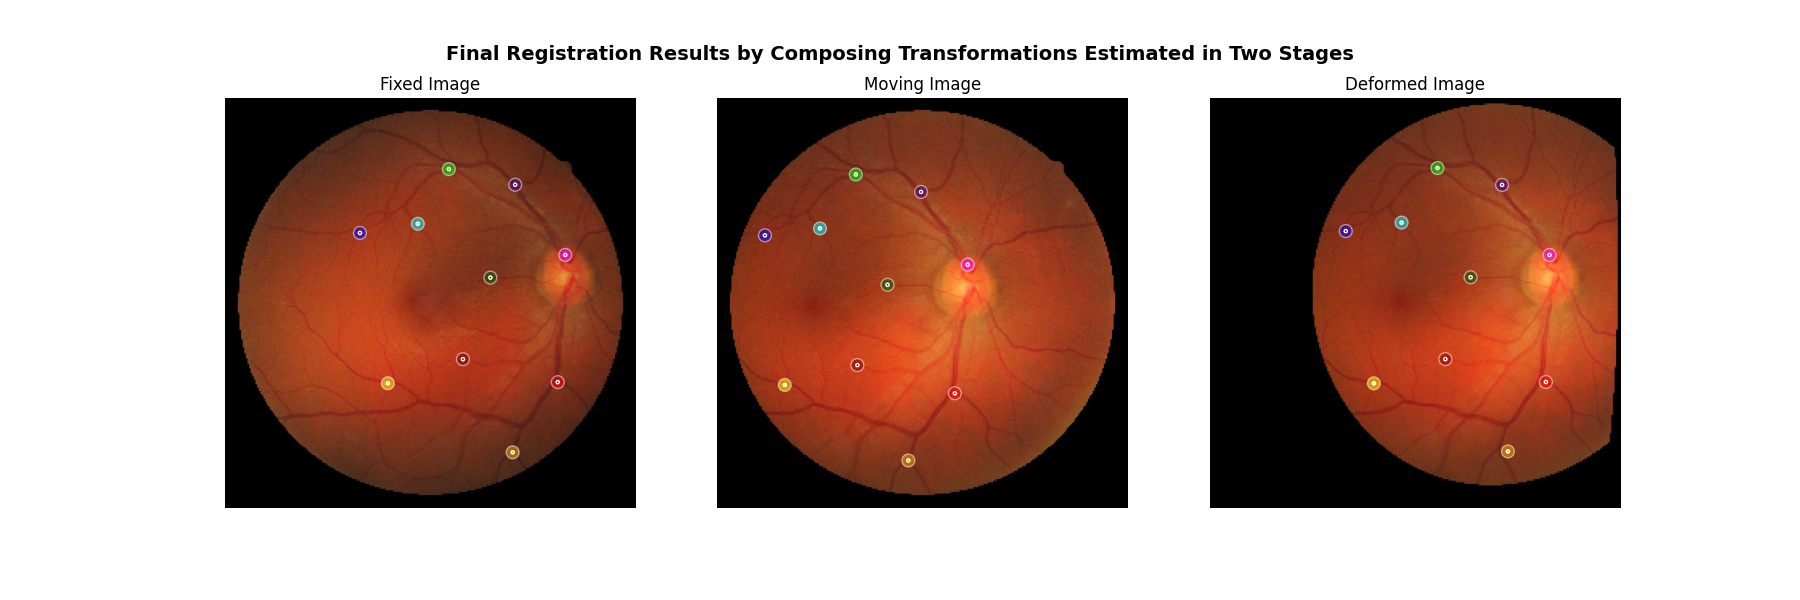 Final Registration Results by Composing Transformations Estimated in Two Stages
Fixed Image
Moving Image
Deformed Image